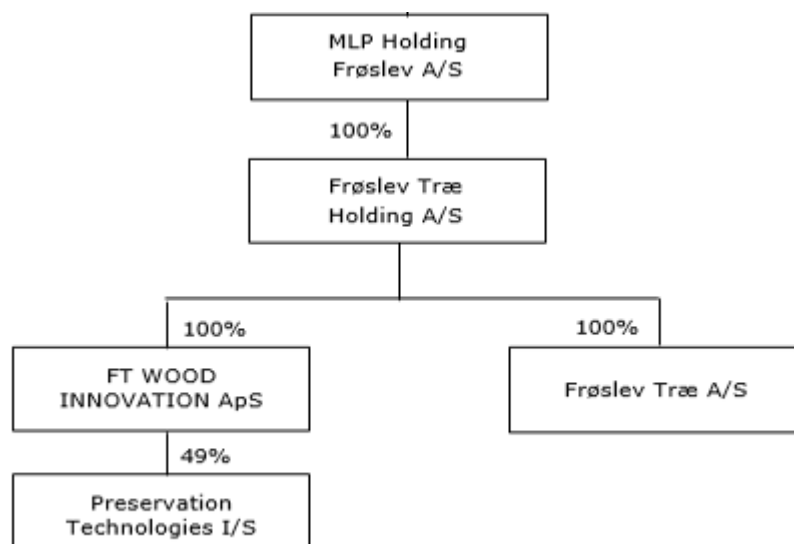 MLP Holding
Frøslev A/S
100%
Frøslev Træ
Holding A/S
100%
100%
FT WOOD
INNOVATION ApS
Frøslev Træ A/S
49%
Preservation
Technologies I/S